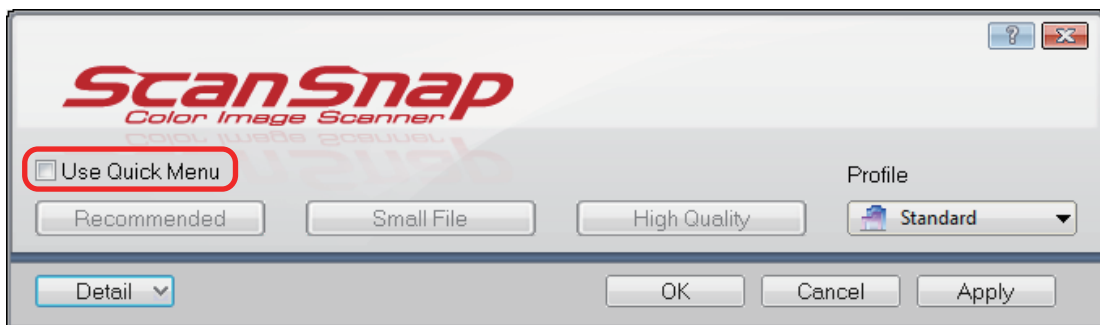 ?
ScanSnap
Color Image Scanner
Use Quick Menu
Profile
Recommended Small File High Quality Standard
Detail OK Cancel Apply